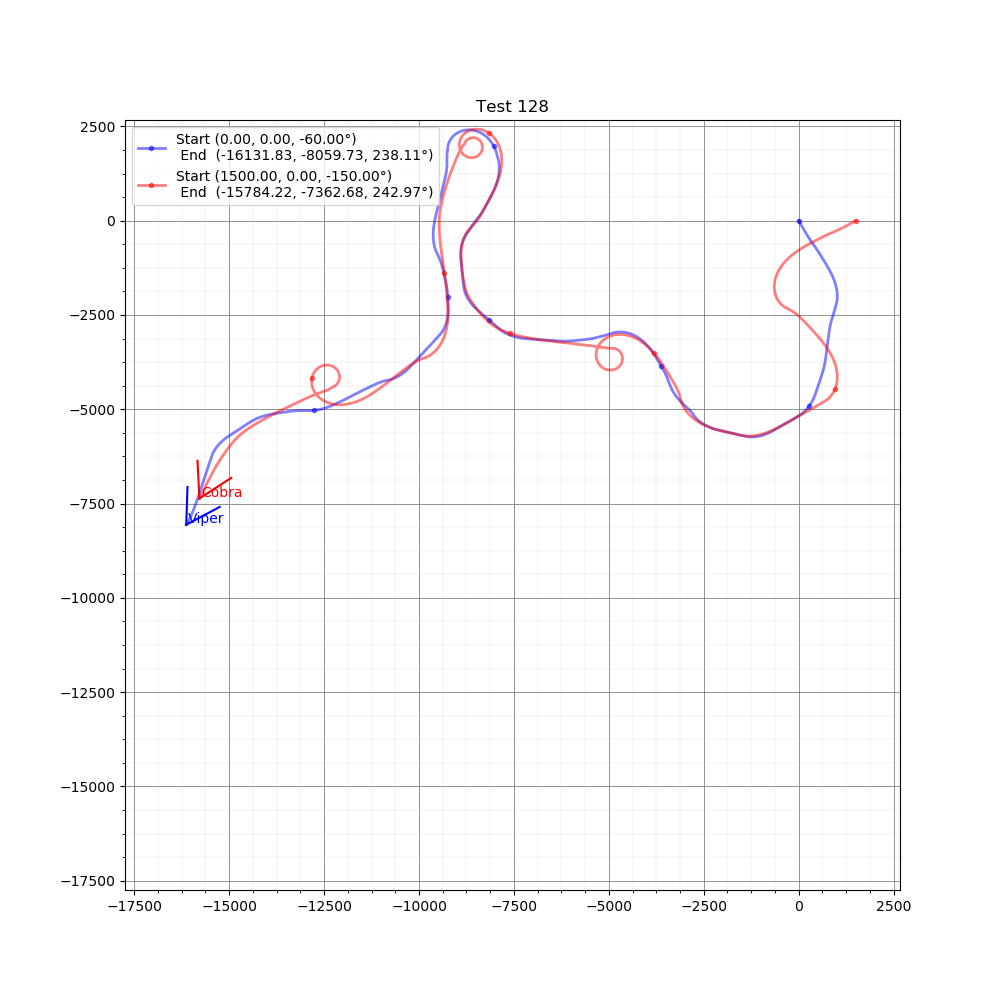 Test 128
Start (0.00, 0.00, -60.00°)
End (-16131.83, -8059.73, 238.11°)
Start (1500.00, 0.00, -150.00°)
End (-15784.22, -7362.68, 242.97°)
2500
0
−2500
−5000
−7500
−10000
−12500
−15000
−17500
Cobra
Viper
−17500 −15000 −12500 −10000 −7500 −5000 −2500 0 2500